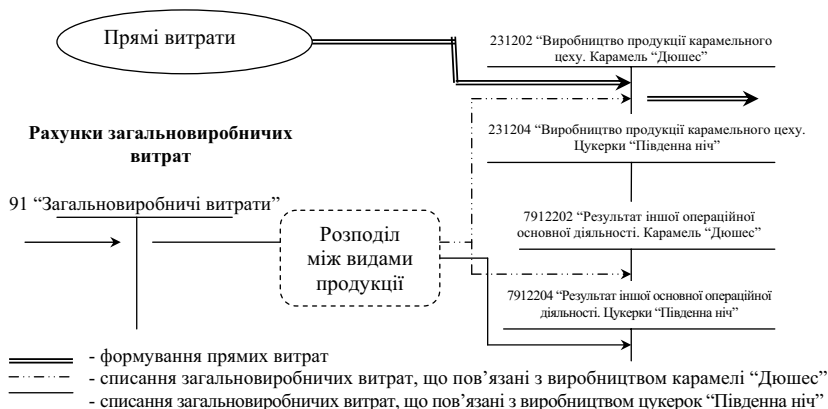 Прямі витрати
231202 “Виробництво продукції карамельного
цеху. Карамель “Дюшес”
Рахунки загальновиробничих
витрат
231204 “Виробництво продукції карамельного цеху.
Цукерки “Південна ніч”
91 “Загальновиробничі витрати”
Розподіл
між видами
продукції
7912202 “Результат іншої операційної
основної діяльності. Карамель “Дюшес”
7912204 “Результат іншої основної операційної
діяльності. Цукерки “Південна ніч”
- формування прямих витрат
- списання загальновиробничих витрат, що пов’язані з виробництвом карамелі “Дюшес”
- списання загальновиробничих витрат, що пов’язані з виробництвом цукерок “Південна ніч”